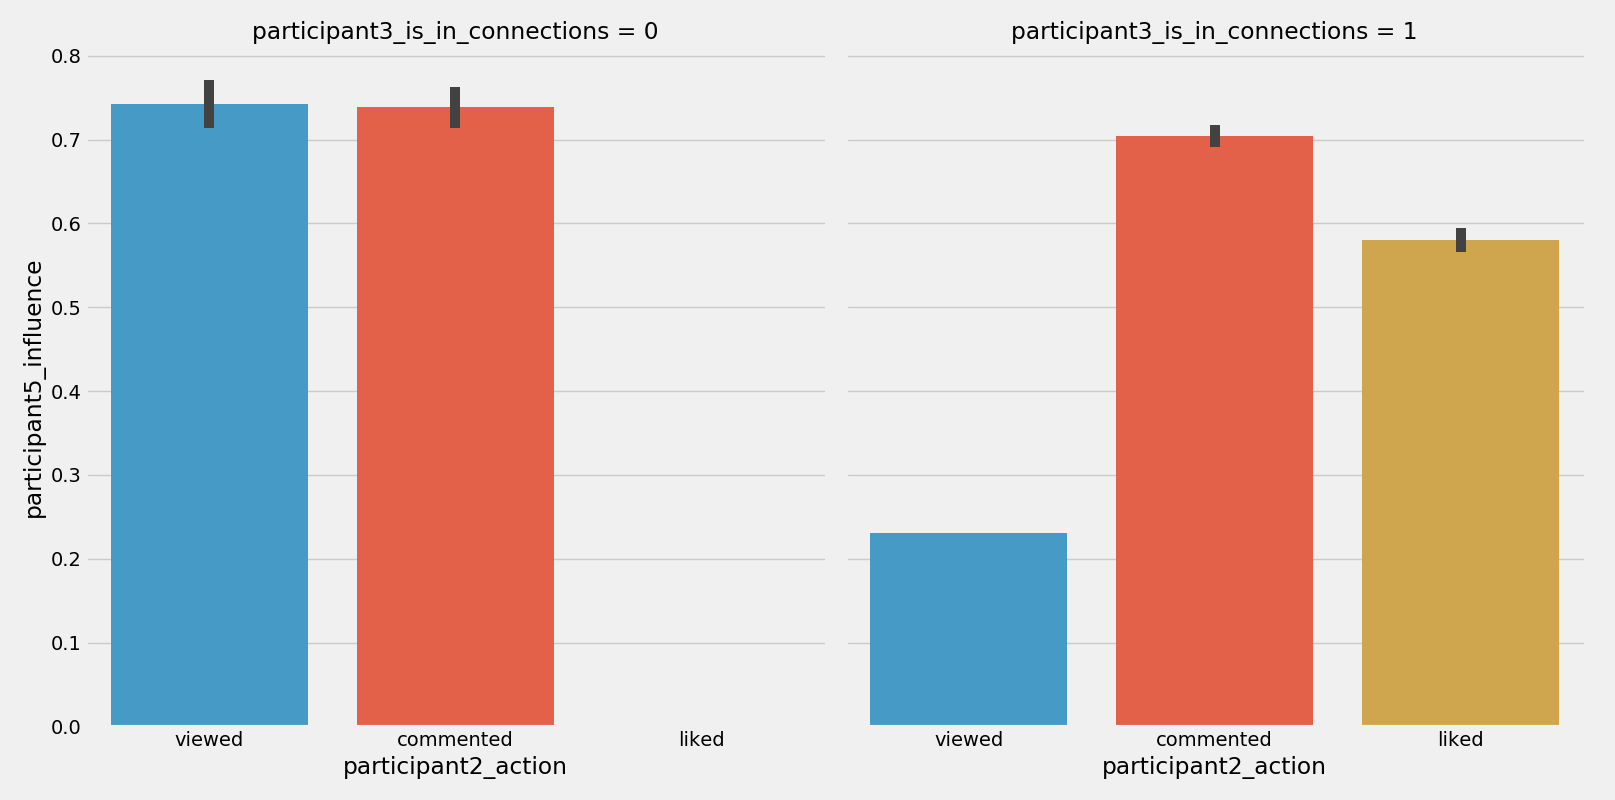 participant3_is_in_connections = 0
participant3_is_in_connections = 1
participant5_influence
0.8
0.7
0.6
0.5
0.4
0.3
0.2
0.1
0.0
viewed commented liked
viewed commented liked
participant2_action
participant2_action